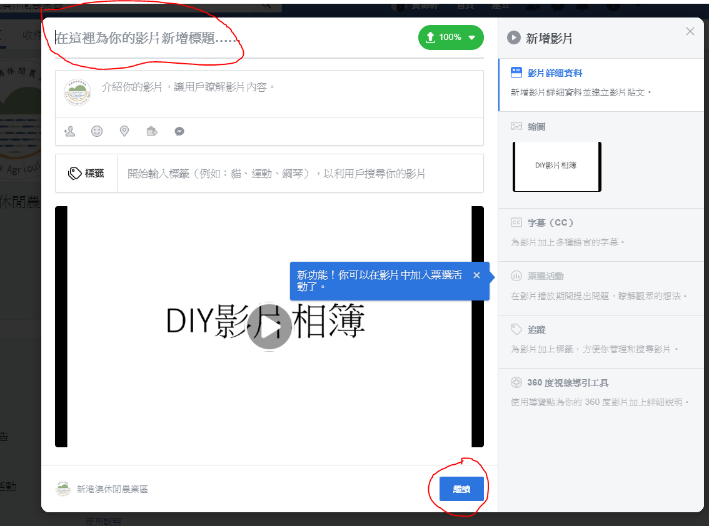 在這裡為你的影片新增標題......
100%
介紹你的影片，讓用戶瞭解影片內容。
標籤
開始輸入標籤（例如：貓、運動、鋼琴），以利用戶搜尋你的影片
新功能！你可以在影片中加入票選活
動了。
DIY影片相簿
新港澳休閒農業區
繼續
新增影片
影片詳細資料
新增影片詳細資料並建立影片貼文。
縮圖
DIY影片相簿
字幕（CC）
為影片加上多種語言的字幕。
票選活動
在影片播放期間提出問題，瞭解觀眾的想法。
追蹤
為影片加上標籤，方便你管理和搜尋影片。
360 度視線導引工具
使用導覽點為你的 360 度影片加上詳細說明。